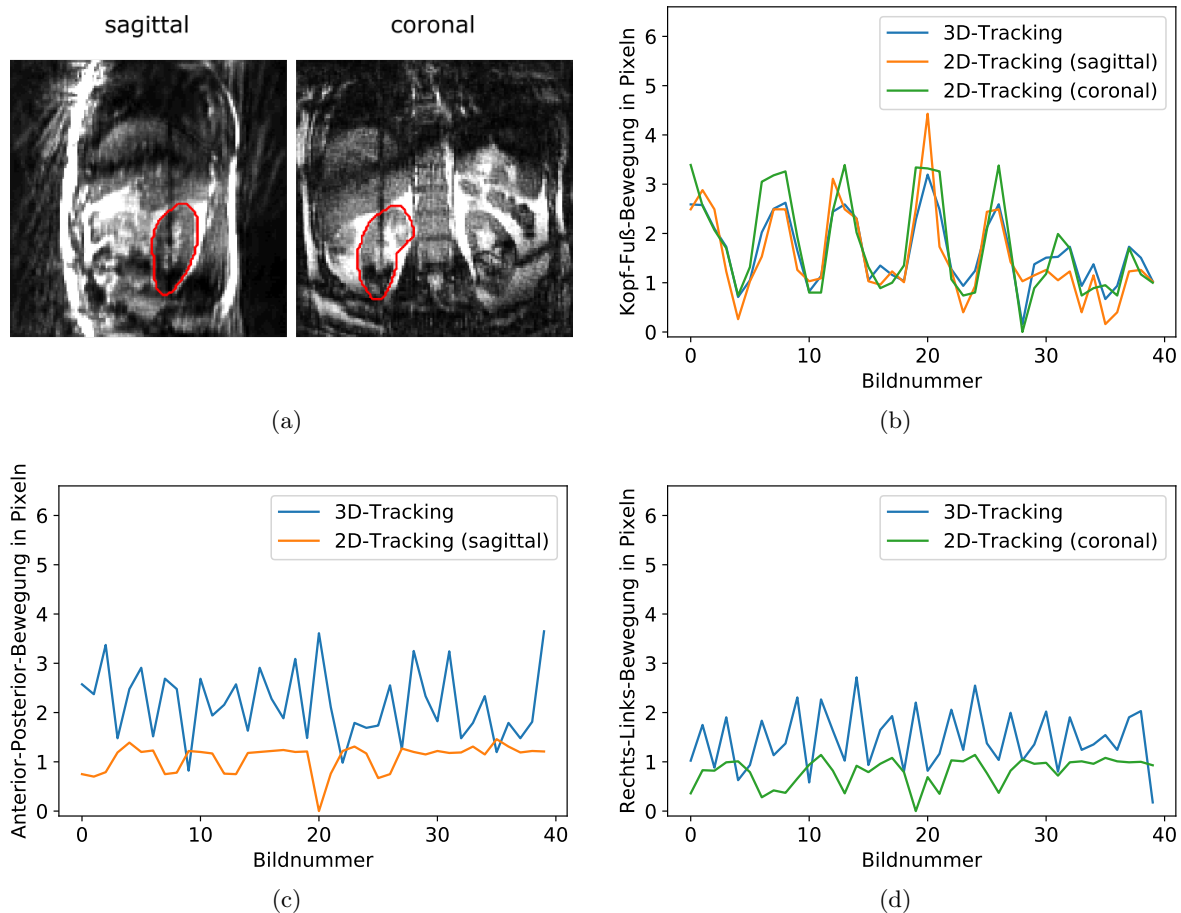 sagittal
coronal
(a)
Kopf-Fuß-Bewegung in Pixeln
6
5
4
3
2
1
0
3D-Tracking
2D-Tracking (sagittal)
2D-Tracking (coronal)
0 10 20 30 40
Bildnummer
(b)
Anterior-Posterior-Bewegung in Pixeln
6
5
4
3
2
1
0
3D-Tracking
2D-Tracking (sagittal)
0 10 20 30 40
Bildnummer
(c)
Rechts-Links-Bewegung in Pixeln
6
5
4
3
2
1
0
3D-Tracking
2D-Tracking (coronal)
0 10 20 30 40
Bildnummer
(d)